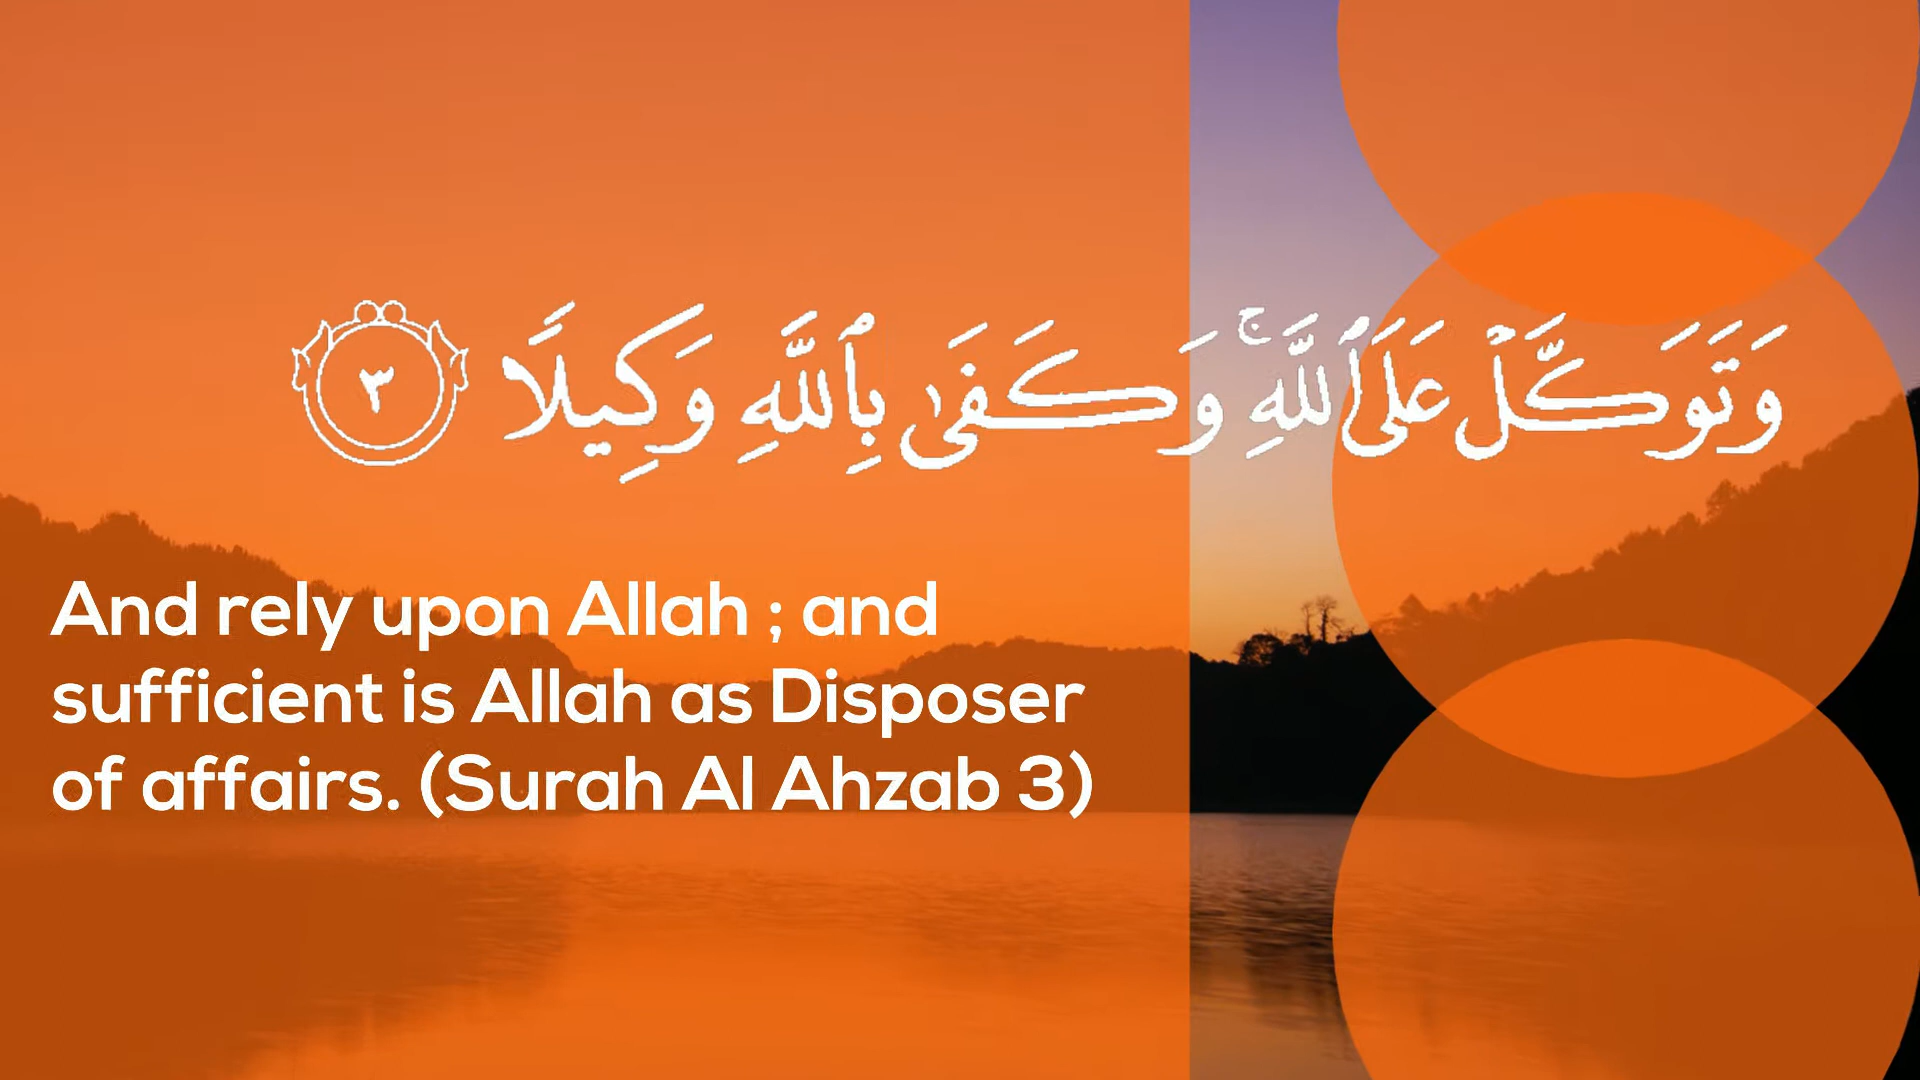 وَتَوَكَّلۡ عَلَى ٱللَّهِۚ وَكَفَىٰ بِٱللَّهِ وَكِيلًا ٣
And rely upon Allah ; and
sufficient is Allah as Disposer
of affairs. (Surah Al Ahzab 3)